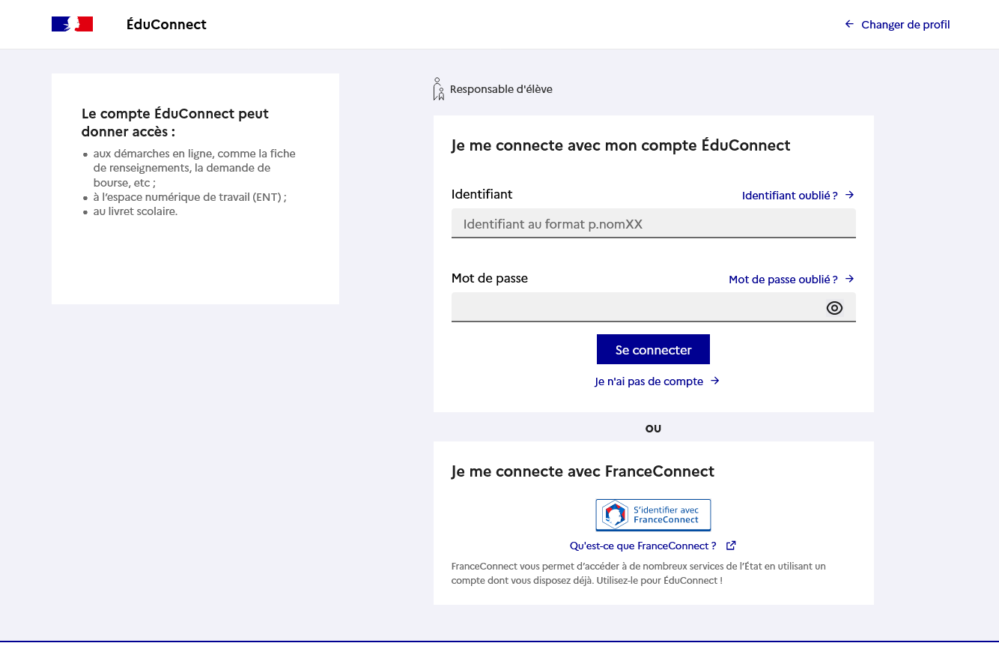 ÉduConnect
Changer de profil
Le compte ÉduConnect peut
donner accès :
aux démarches en ligne, comme la fiche
de renseignements, la demande de
bourse, etc ;
à l’espace numérique de travail (ENT) ;
au livret scolaire.
Responsable d'élève
Je me connecte avec mon compte ÉduConnect
Identifiant
Identifiant oublié ?
Identifiant au format p.nomXX
Mot de passe
Mot de passe oublié ?
Se connecter
Je n'ai pas de compte
OU
Je me connecte avec FranceConnect
S’identifier avec
FranceConnect
Qu'est-ce que FranceConnect ?
FranceConnect vous permet d’accéder à de nombreux services de l’État en utilisant un
compte dont vous disposez déjà. Utilisez-le pour ÉduConnect !